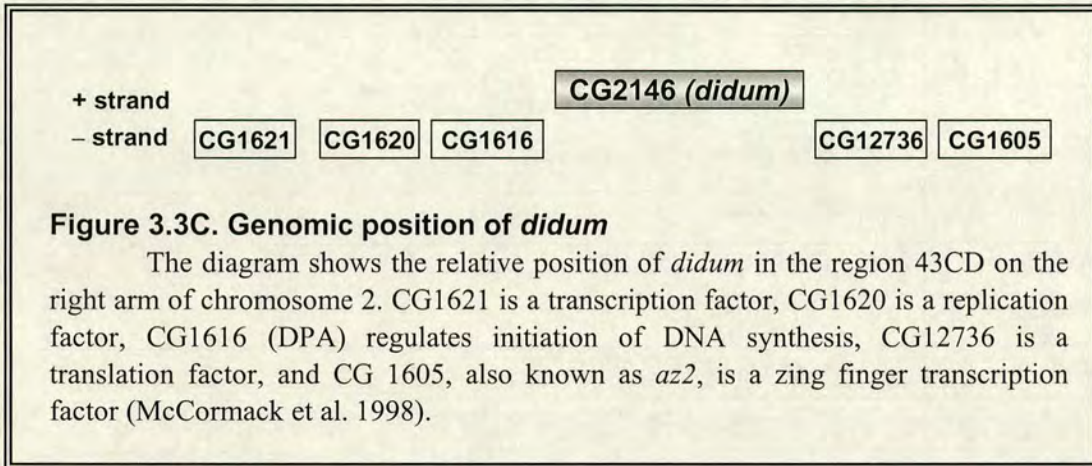 CG2146 (didum)
+ strand
– strand CG1621 CG1620 CG1616 CG12736 CG1605
Figure 3.3C. Genomic position of didum
The diagram shows the relative position of didum in the region 43CD on the
right arm of chromosome 2. CG1621 is a transcription factor, CG1620 is a replication
factor, CG1616 (DPA) regulates initiation of DNA synthesis, CG12736 is a
translation factor, and CG 1605, also known as az2, is a zing finger transcription
factor (McCormack et al. 1998).